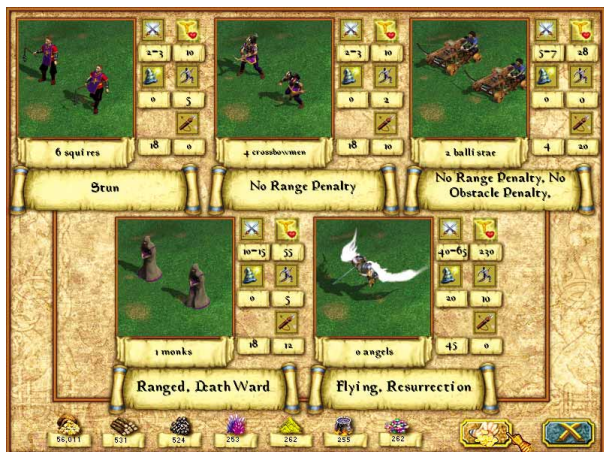 2-3 10
0 5
18 0
6 squires
Stun
2-3 10
0 2
18 10
4 crossbowmen
No Range Penalty
5-7 28
0 0
4 20
2 ballistae
No Range Penalty, No
Obstacle Penalty,
10-15 55
0 5
18 12
1 monks
Ranged, Death Ward
40-65 230
20 10
45 0
0 angels
Flying, Resurrection
56,011 531 524 253 262 255 262